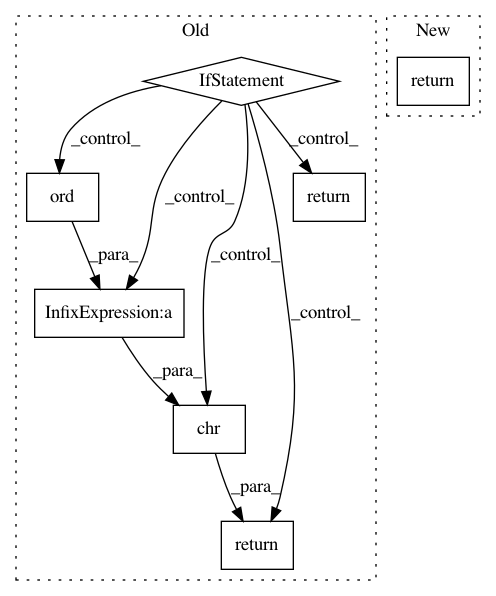 Old
New
IfStatement
return
_control_
_control_
ord
_control_
return
_control_
_para_
_control_
InfixExpression:a
_para_
chr
_para_
return